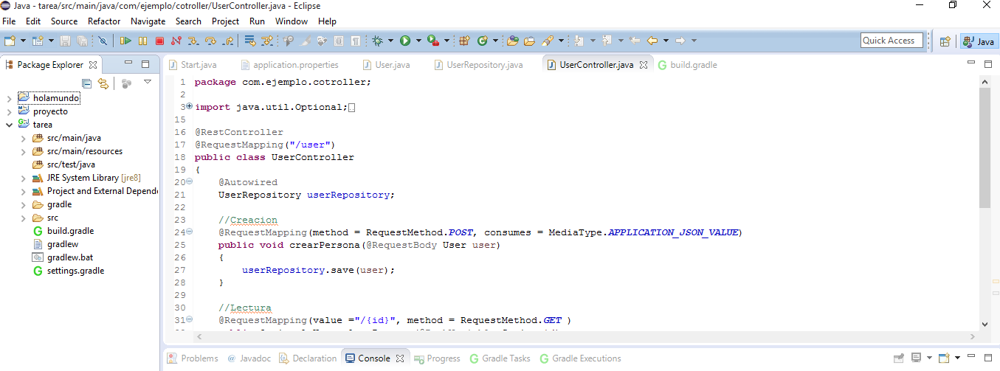 Java - tarea/src/main/java/com/ejemplo/cotroller/UserController.java - Eclipse
File Edit Source Refactor Navigate Search Project Run Window Help
Quick Access
Java
Package Explorer
holamundo
proyecto
tarea
src/main/java
src/main/resources
src/test/java
JRE System Library [jre8]
Project and External Depend
gradle
src
build.gradle
gradlew
gradlew.bat
settings.gradle
Start.java application.properties User.java UserRepository.java UserController.java build.gradle
1 package com.ejemplo.cotroller;
2
3 import java.util.Optional;
15
16 @RestController
17 @RequestMapping("/user")
18 public class UserController
19 {
20 @Autowired
21 UserRepository userRepository;
22
23 //Creacion
24 @RequestMapping(method = RequestMethod.POST, consumes = MediaType.APPLICATION_JSON_VALUE)
25 public void crearPersona(@RequestBody User user)
26 {
27 userRepository.save(user);
28 }
29
30 //Lectura
31 @RequestMapping(value ="/{id}", method = RequestMethod.GET )
Problems @ Javadoc Declaration Console Progress Gradle Tasks Gradle Executions